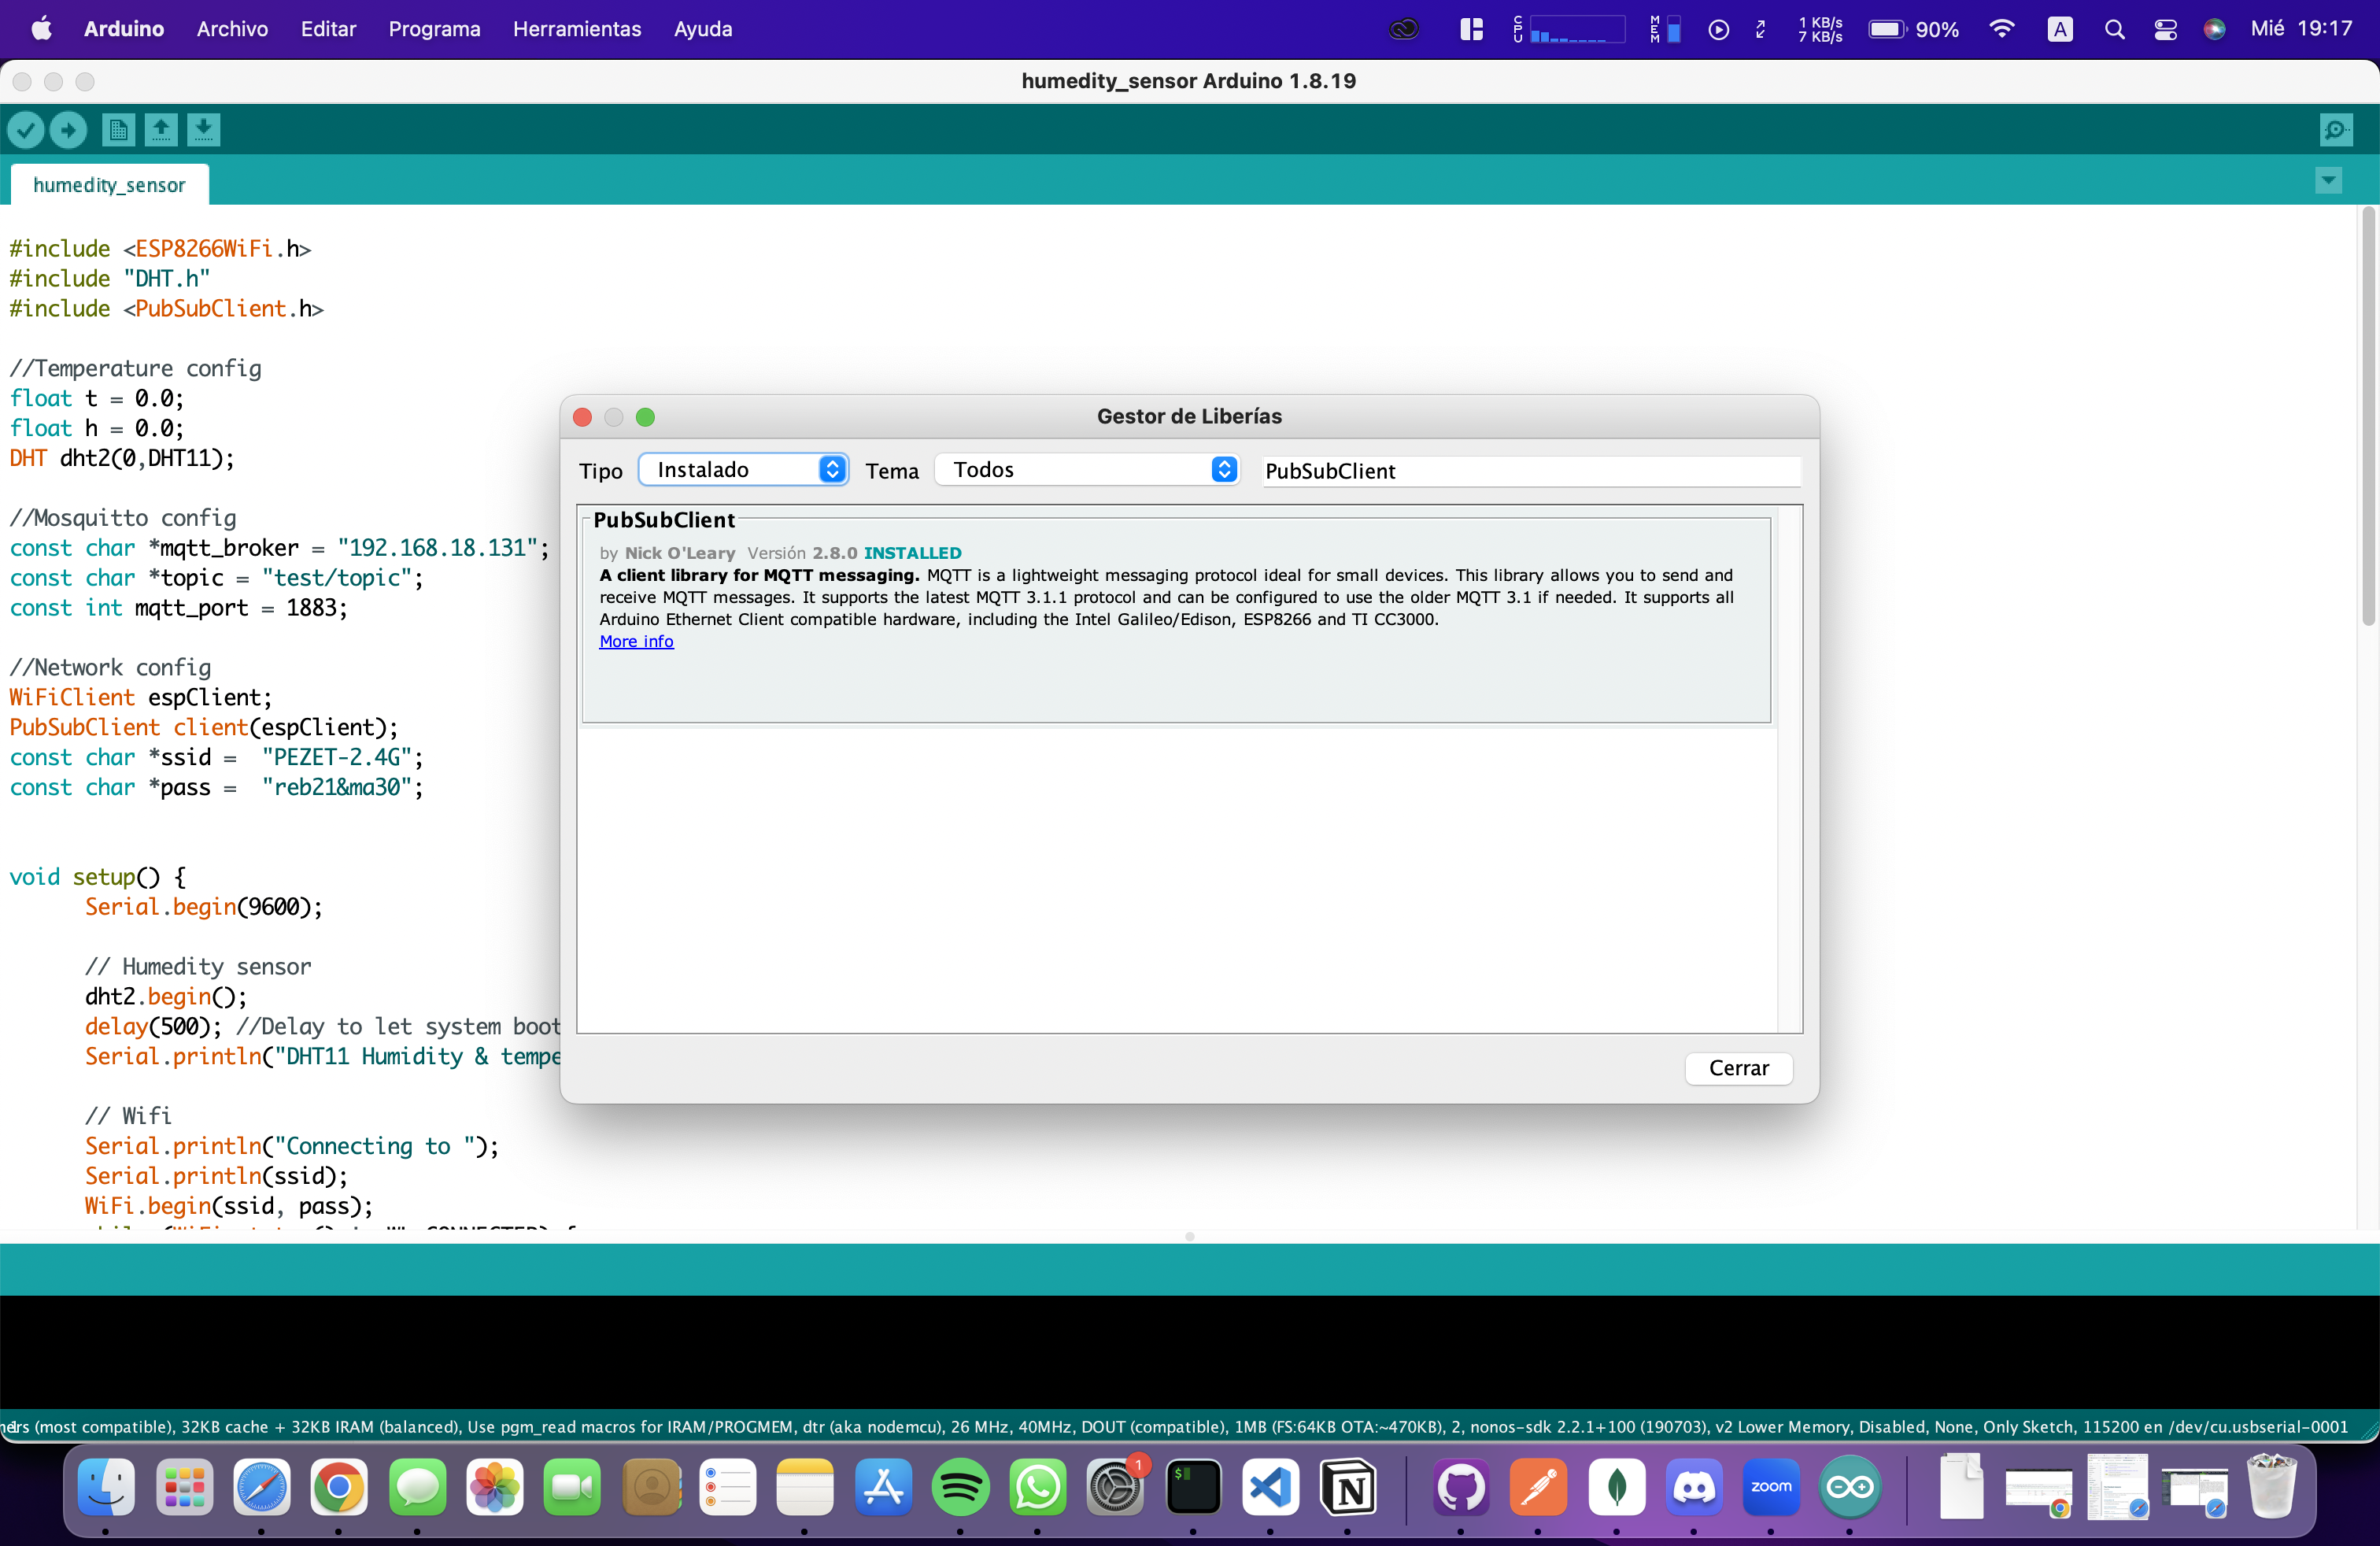 Arduino Archivo Editar Programa Herramientas Ayuda CPU MEM 1 KB/s 7 KB/s 90% A Mié 19:17
humedity_sensor Arduino 1.8.19
humedity_sensor
#include <ESP8266WiFi.h>
#include "DHT.h"
#include <PubSubClient.h>
//Temperature config
float t = 0.0;
float h = 0.0;
DHT dht2(0,DHT11);
//Mosquitto config
const char *mqtt_broker = "192.168.18.131";
const char *topic = "test/topic";
const int mqtt_port = 1883;
//Network config
WiFiClient espClient;
PubSubClient client(espClient);
const char *ssid =  "PEZET-2.4G";
const char *pass =  "reb21&ma30";
void setup() {
Serial.begin(9600);
// Humedity sensor
dht2.begin();
delay(500); //Delay to let system boot
Serial.println("DHT11 Humidity & tempe
// Wifi
Serial.println("Connecting to ");
Serial.println(ssid);
WiFi.begin(ssid, pass);
Gestor de Liberías
Tipo Instalado Tema Todos PubSubClient
PubSubClient
by Nick O'Leary Versión 2.8.0 INSTALLED
A client library for MQTT messaging. MQTT is a lightweight messaging protocol ideal for small devices. This library allows you to send and
receive MQTT messages. It supports the latest MQTT 3.1.1 protocol and can be configured to use the older MQTT 3.1 if needed. It supports all
Arduino Ethernet Client compatible hardware, including the Intel Galileo/Edison, ESP8266 and TI CC3000.
More info
Cerrar
(most compatible), 32KB cache + 32KB IRAM (balanced), Use pgm_read macros for IRAM/PROGMEM, dtr (aka nodemcu), 26 MHz, 40MHz, DOUT (compatible), 1MB (FS:64KB OTA:~470KB), 2, nonos-sdk 2.2.1+100 (190703), v2 Lower Memory, Disabled, None, Only Sketch, 115200 en /dev/cu.usbserial-0001
1
$
zoom